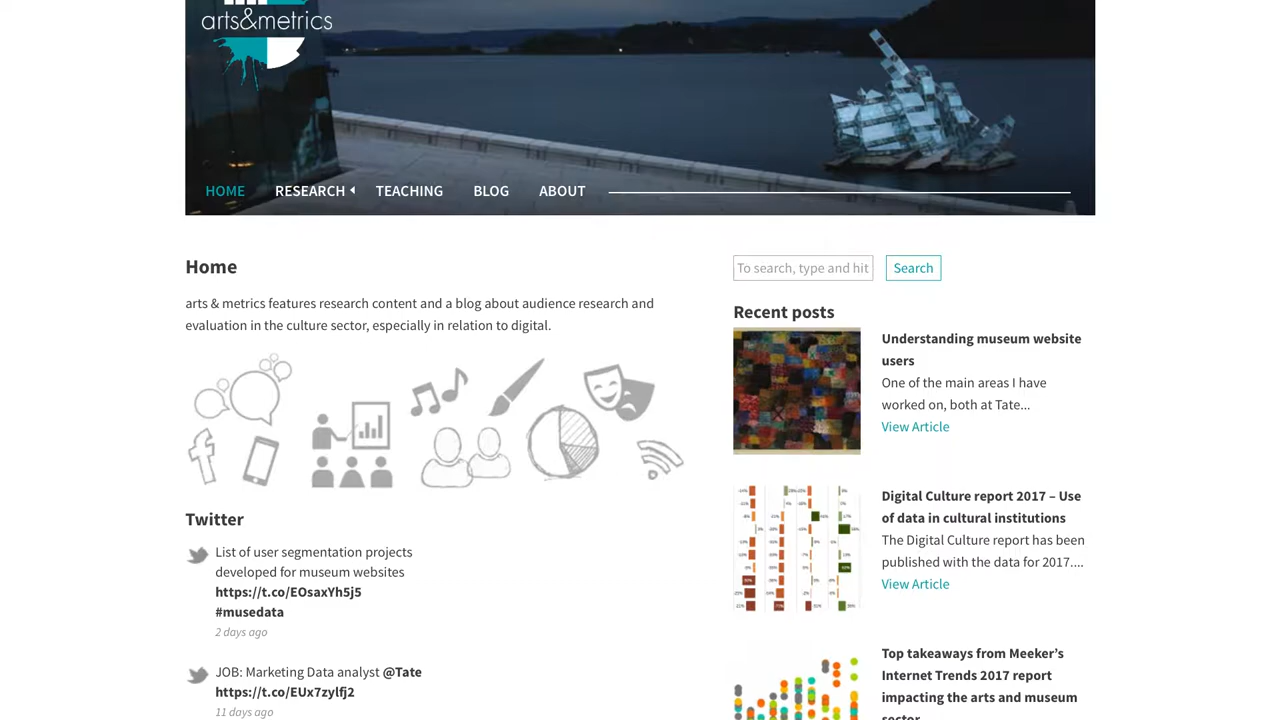 arts&metrics
HOME
RESEARCH
TEACHING
BLOG
ABOUT
Home
arts & metrics features research content and a blog about audience research and
evaluation in the culture sector, especially in relation to digital.
Twitter
List of user segmentation projects
developed for museum websites
https://t.co/EOsaxYh5j5
#musedata
2 days ago
JOB: Marketing Data analyst @Tate
https://t.co/EUx7zylfj2
11 days ago
To search, type and hit
Search
Recent posts
Understanding museum website
users
One of the main areas I have
worked on, both at Tate...
View Article
Digital Culture report 2017 – Use
of data in cultural institutions
The Digital Culture report has been
published with the data for 2017....
View Article
Top takeaways from Meeker’s
Internet Trends 2017 report
impacting the arts and museum
sector